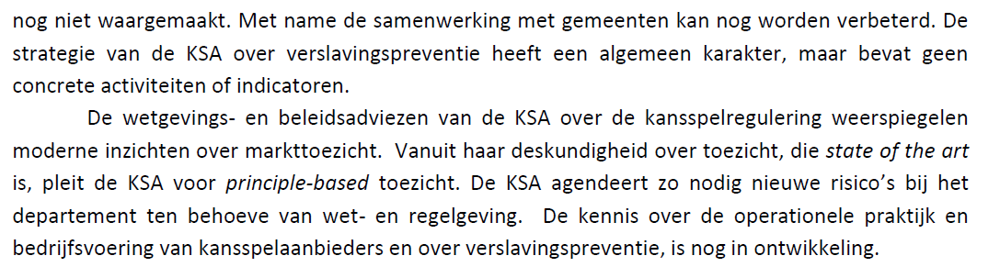 nog niet waargemaakt. Met name de samenwerking met gemeenten kan nog worden verbeterd. De
strategie van de KSA over verslavingspreventie heeft een algemeen karakter, maar bevat geen
concrete activiteiten of indicatoren.
De wetgevings- en beleidsadviezen van de KSA over de kansspelregulering weerspiegelen
moderne inzichten over markttoezicht.  Vanuit haar deskundigheid over toezicht, die state of the art
is, pleit de KSA voor principle-based toezicht. De KSA agendeert zo nodig nieuwe risico’s bij het
departement ten behoeve van wet- en regelgeving.  De kennis over de operationele praktijk en
bedrijfsvoering van kansspelaanbieders en over verslavingspreventie, is nog in ontwikkeling.